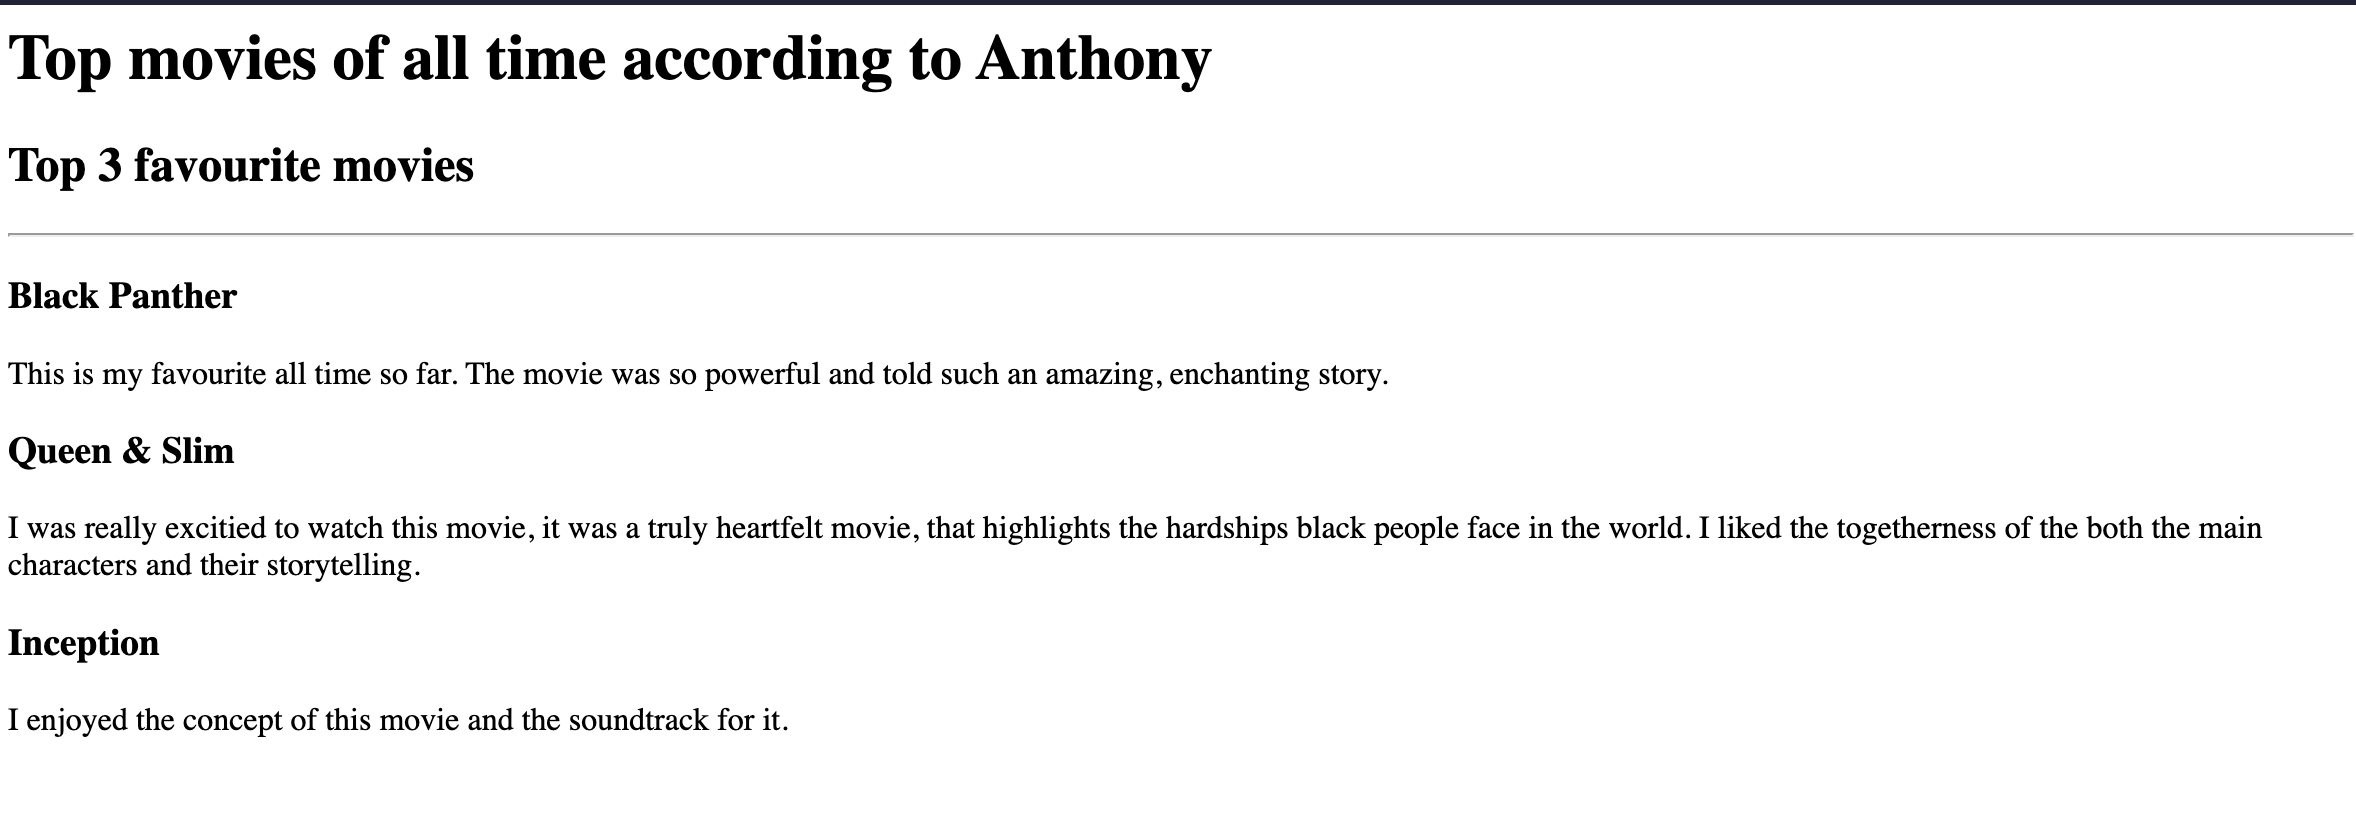 Top movies of all time according to Anthony
Top 3 favourite movies
Black Panther
This is my favourite all time so far. The movie was so powerful and told such an amazing, enchanting story.
Queen & Slim
I was really excitied to watch this movie, it was a truly heartfelt movie, that highlights the hardships black people face in the world. I liked the togetherness of the both the main
characters and their storytelling.
Inception
I enjoyed the concept of this movie and the soundtrack for it.